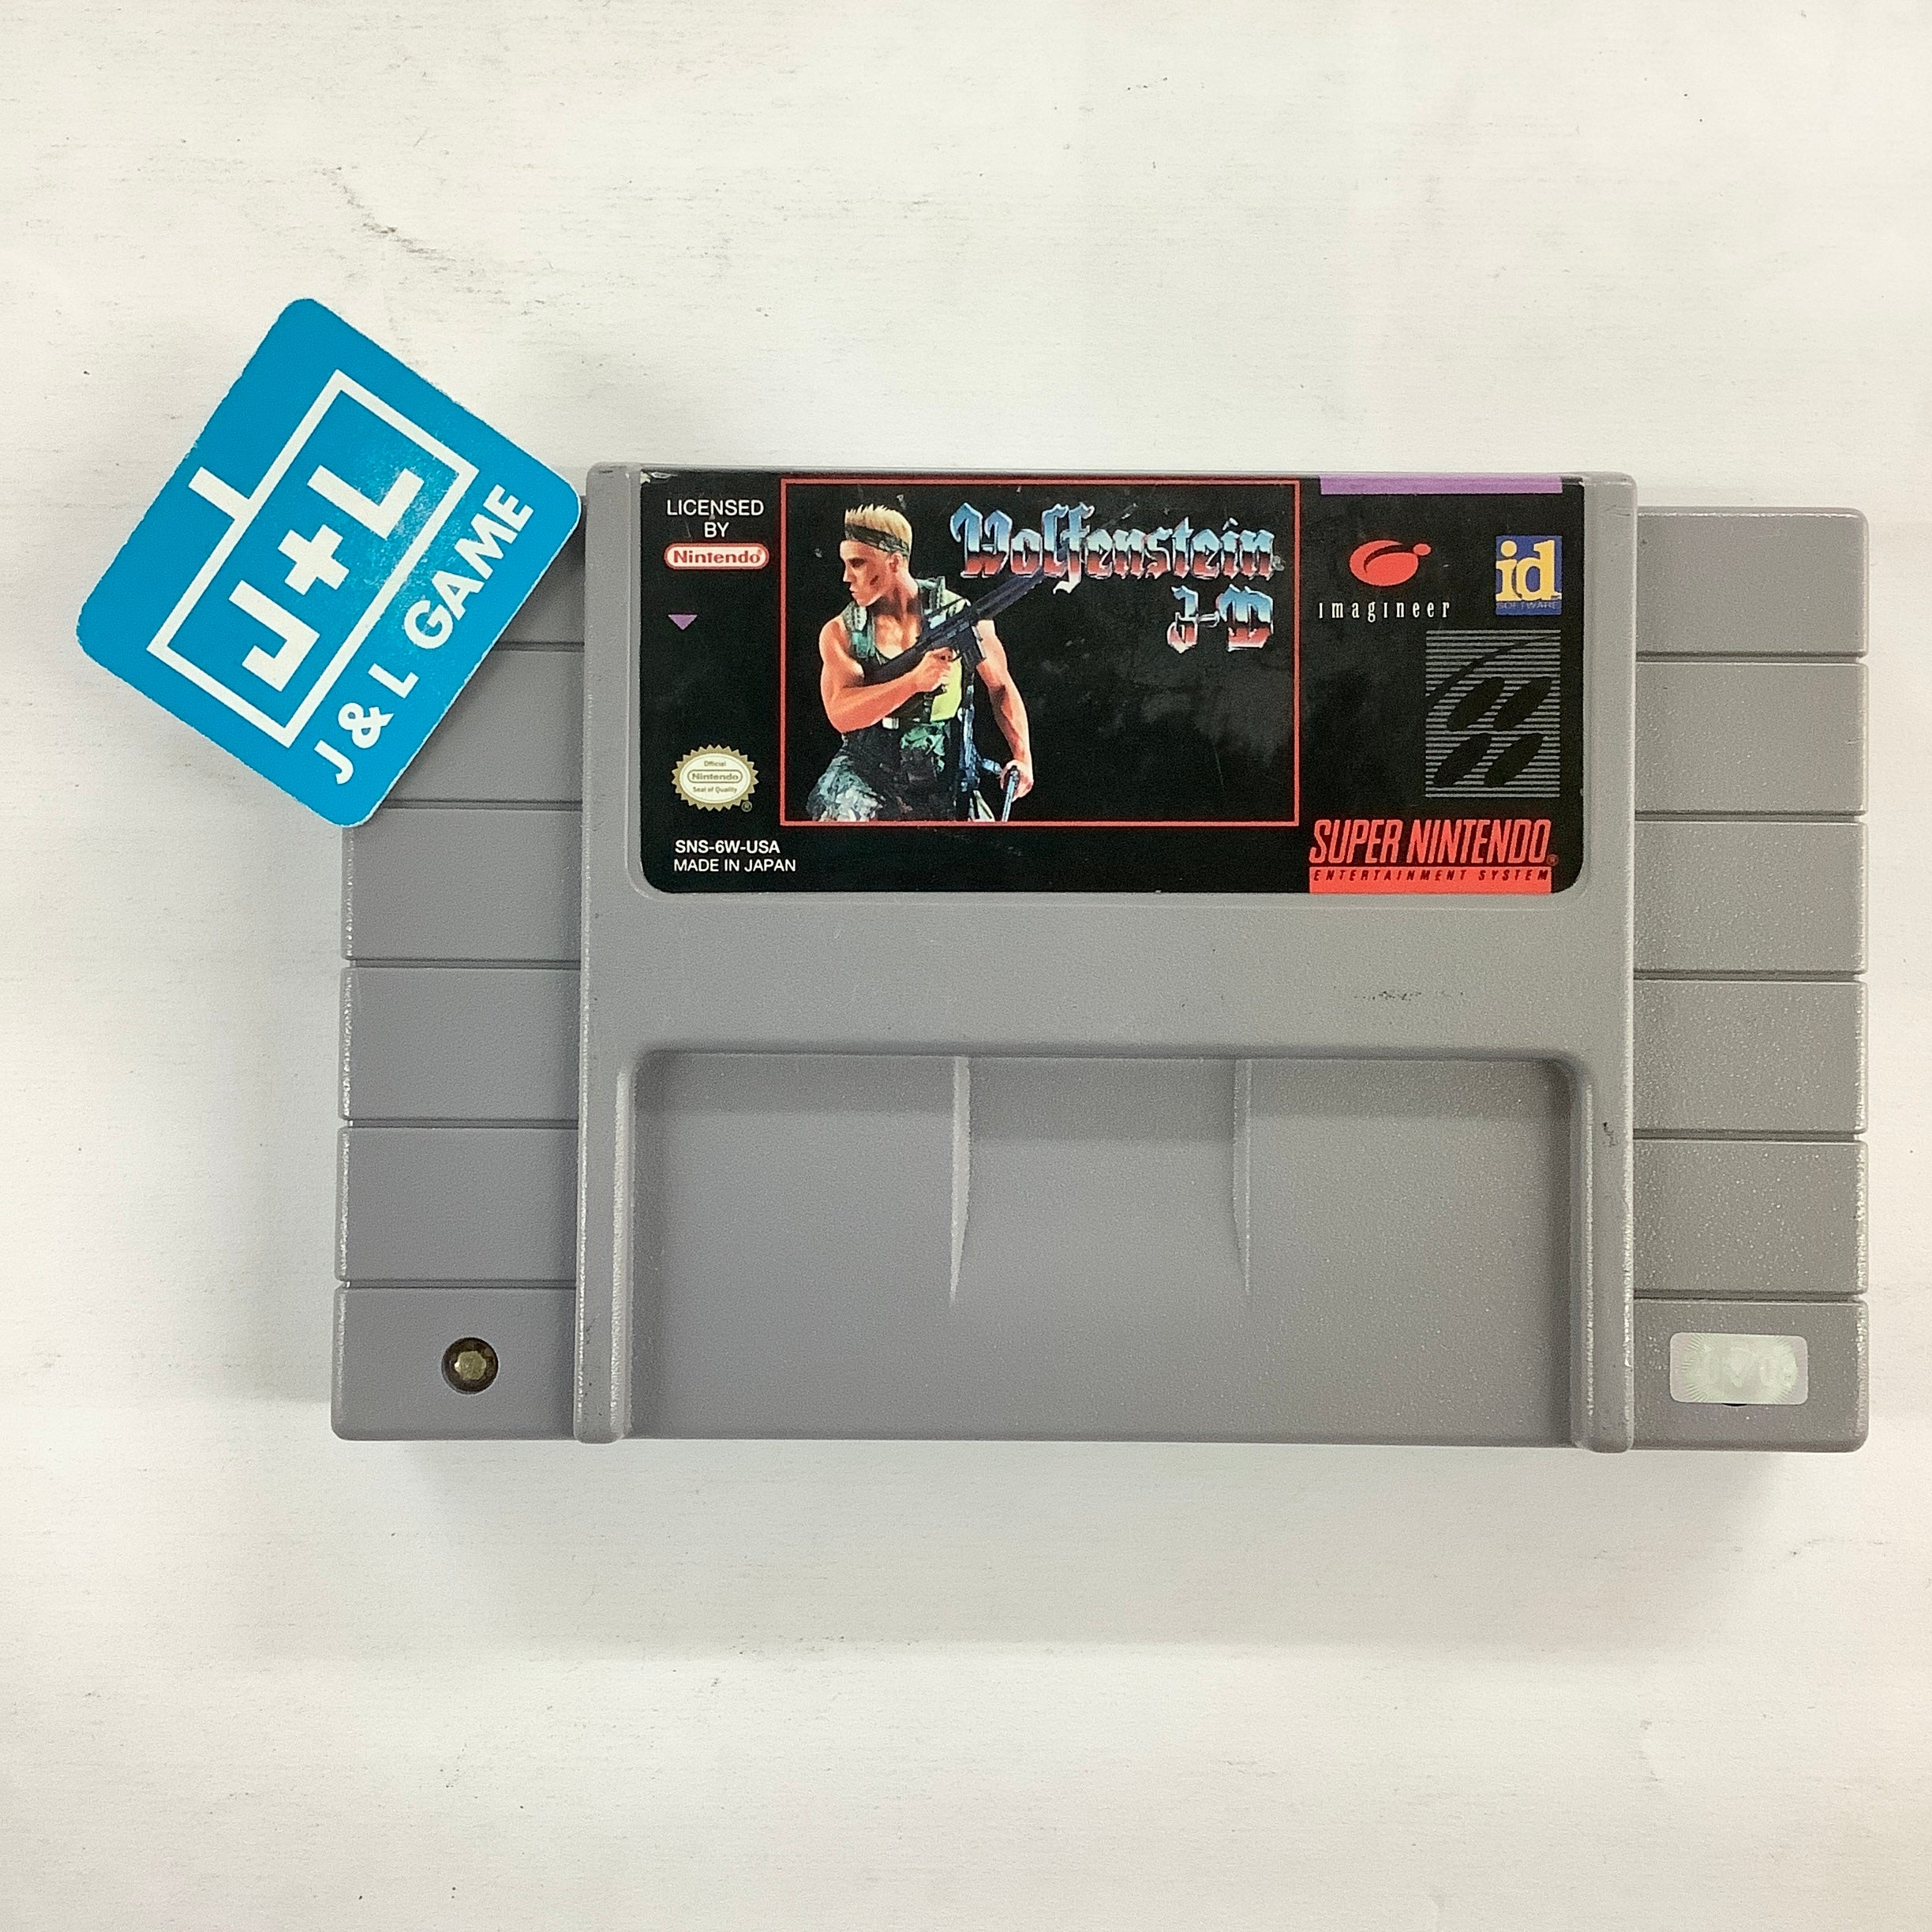 J+L
J & L GAME
LICENSED
BY
Nintendo®
Wolfenstein
3-D
imagineer
id
SOFTWARE
Official
Nintendo
Seal of Quality
®
SNS-6W-USA
MADE IN JAPAN
SUPER NINTENDO®
ENTERTAINMENT SYSTEM